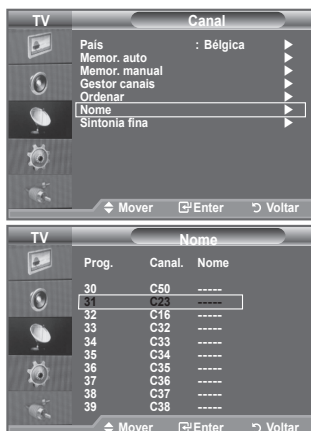 TV Canal
País : Bélgica
Memor. auto
Memor. manual
Gestor canais
Ordenar
Nome
Sintonia fina
Mover Enter Voltar
TV Nome
Prog. Canal. Nome
30 C50 -----
31 C23 -----
32 C16 -----
33 C32 -----
34 C33 -----
35 C34 -----
36 C35 -----
37 C36 -----
38 C37 -----
39 C38 -----
Mover Enter Voltar